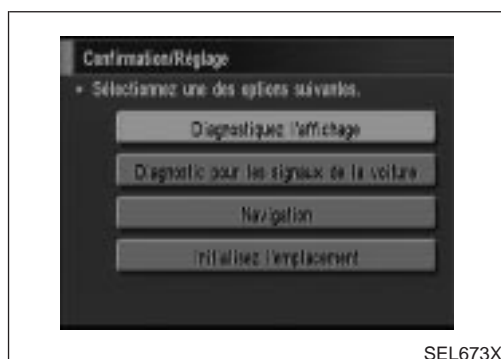 Confirmation/Réglage
• Sélectionnez une des options suivantes.
Diagnostiquez l'affichage
Diagnostic pour les signaux de la voiture
Navigation
Initialisez l'emplacement
SEL673X